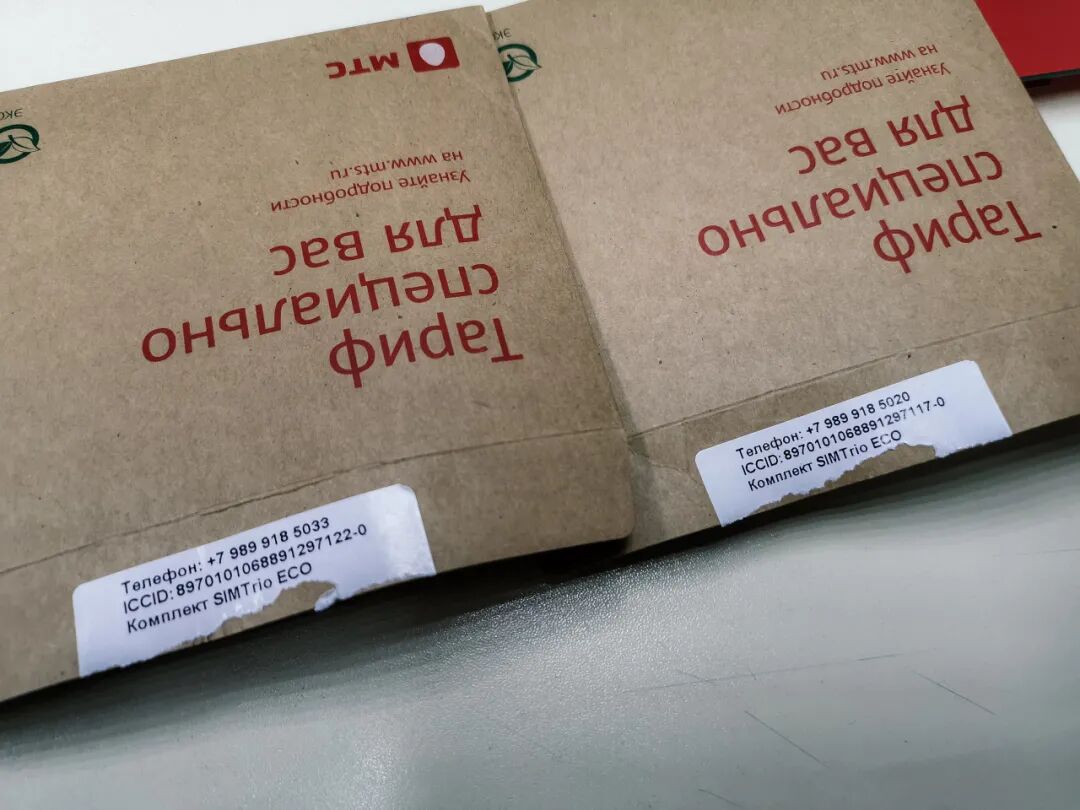 МТС
на www.mts.ru
Узнайте подробности
для вас
специально
Тариф
Телефон: +7 989 918 5033
ICCID: 8970101068891297122-0
Комплект SIMTrio ECO
на www.mts.ru
Узнайте подробности
для вас
специально
Тариф
Телефон: +7 989 918 5020
ICCID: 8970101068891297117-0
Комплект SIMTrio ECO